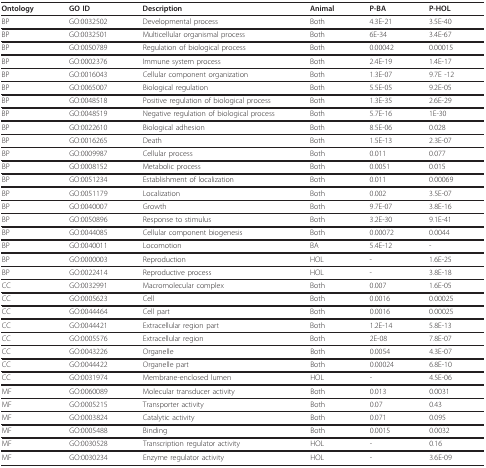 Ontology GO ID Description Animal P-BA P-HOL
BP GO:0032502 Developmental process Both 4.3E-21 3.5E-40
BP GO:0032501 Multicellular organismal process Both 6E-34 3.4E-67
BP GO:0050789 Regulation of biological process Both 0.00042 0.00015
BP GO:0002376 Immune system process Both 2.4E-19 1.4E-17
BP GO:0016043 Cellular component organization Both 1.3E-07 9.7E -12
BP GO:0065007 Biological regulation Both 5.5E-05 9.2E-05
BP GO:0048518 Positive regulation of biological process Both 1.3E-35 2.6E-29
BP GO:0048519 Negative regulation of biological process Both 5.7E-16 1E-30
BP GO:0022610 Biological adhesion Both 8.5E-06 0.028
BP GO:0016265 Death Both 1.5E-13 2.3E-07
BP GO:0009987 Cellular process Both 0.011 0.077
BP GO:0008152 Metabolic process Both 0.0051 0.015
BP GO:0051234 Establishment of localization Both 0.011 0.00069
BP GO:0051179 Localization Both 0.002 3.5E-07
BP GO:0040007 Growth Both 9.7E-07 3.8E-16
BP GO:0050896 Response to stimulus Both 3.2E-30 9.1E-41
BP GO:0044085 Cellular component biogenesis Both 0.00072 0.0044
BP GO:0040011 Locomotion BA 5.4E-12 -
BP GO:0000003 Reproduction HOL - 1.6E-25
BP GO:0022414 Reproductive process HOL - 3.8E-18
CC GO:0032991 Macromolecular complex Both 0.007 1.6E-05
CC GO:0005623 Cell Both 0.0016 0.00025
CC GO:0044464 Cell part Both 0.0016 0.00025
CC GO:0044421 Extracellular region part Both 1.2E-14 5.8E-13
CC GO:0005576 Extracellular region Both 2E-08 7.8E-07
CC GO:0043226 Organelle Both 0.0054 4.3E-07
CC GO:0044422 Organelle part Both 0.00024 6.8E-10
CC GO:0031974 Membrane-enclosed lumen HOL - 4.5E-06
MF GO:0060089 Molecular transducer activity Both 0.013 0.0031
MF GO:0005215 Transporter activity Both 0.07 0.43
MF GO:0003824 Catalytic activity Both 0.071 0.095
MF GO:0005488 Binding Both 0.0015 0.0032
MF GO:0030528 Transcription regulator activity HOL - 0.16
MF GO:0030234 Enzyme regulator activity HOL - 3.6E-09